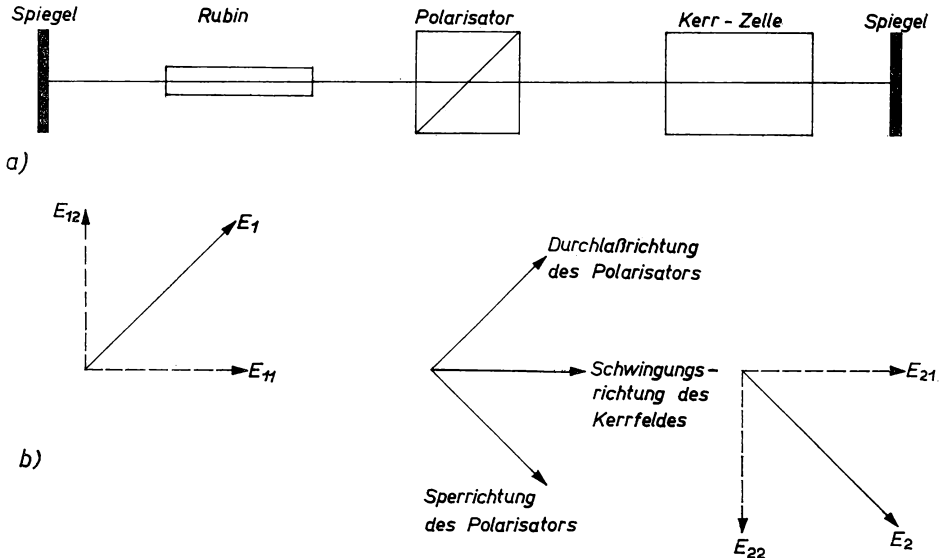 Spiegel
Rubin
Polarisator
Kerr - Zelle
Spiegel
a)
E12
E1
E11
Durchlaßrichtung
des Polarisators
Schwingungs-
richtung des
Kerrfeldes
Sperrichtung
des Polarisators
E21
E22
E2
b)